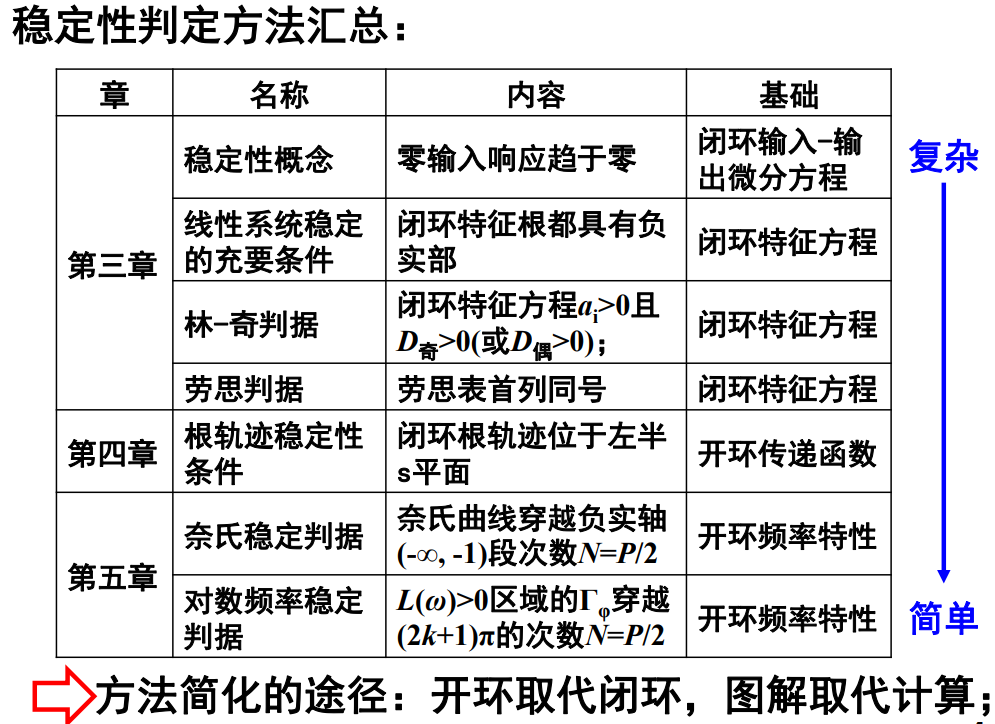 稳定性判定方法汇总：
章 名称 内容 基础
第三章
稳定性概念
零输入响应趋于零
闭环输入-输
出微分方程
线性系统稳定
的充要条件
闭环特征根都具有负
实部
闭环特征方程
林-奇判据
闭环特征方程ai>0且
D奇>0(或D偶>0)；
闭环特征方程
劳思判据
劳思表首列同号
闭环特征方程
第四章
根轨迹稳定性
条件
闭环根轨迹位于左半
s平面
开环传递函数
第五章
奈氏稳定判据
奈氏曲线穿越负实轴
(-∞, -1)段次数N=P/2
开环频率特性
对数频率稳定
判据
L(ω)>0区域的Γφ穿越
(2k+1)π的次数N=P/2
开环频率特性
复杂
简单
方法简化的途径：开环取代闭环，图解取代计算；